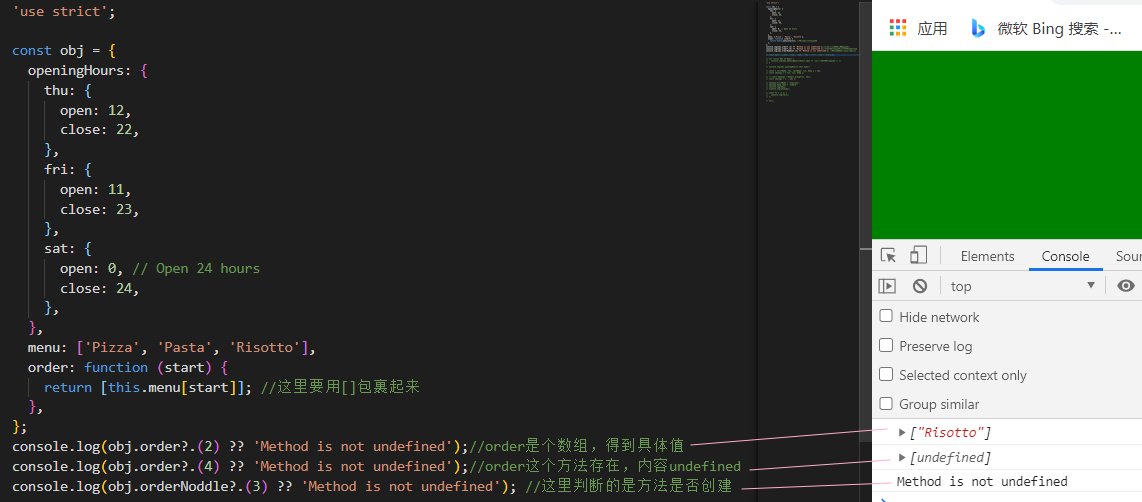 'use strict';
const obj = {
openingHours: {
thu: {
open: 12,
close: 22,
},
fri: {
open: 11,
close: 23,
},
sat: {
open: 0, // Open 24 hours
close: 24,
},
},
menu: ['Pizza', 'Pasta', 'Risotto'],
order: function (start) {
return [this.menu[start]]; //这里要用[]包裹起来
},
};
console.log(obj.order?.(2) ?? 'Method is not undefined');//order是个数组，得到具体值
console.log(obj.order?.(4) ?? 'Method is not undefined');//order这个方法存在，内容undefined
console.log(obj.orderNoddle?.(3) ?? 'Method is not undefined'); //这里判断的是方法是否创建
应用 微软 Bing 搜索 -...
Elements Console Sour
top
Hide network
Preserve log
Selected context only
Group similar
["Risotto"]
[undefined]
Method is not undefined